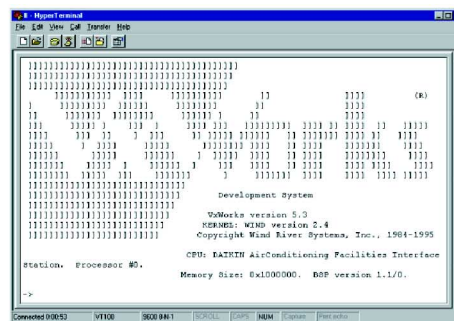 II - HyperTerminal
File Edit View Call Transfer Help
(R)
VxWorks
Development System
VxWorks version 5.3
KERNEL: WIND version 2.4
Copyright Wind River Systems, Inc., 1984-1995
CPU: DAIKIN AirConditioning Facilities Interface
Station. Processor #0.
Memory Size: 0x1000000. BSP version 1.1/0.
->
Connected 0:00:53 VT100 9600 8-N-1 SCROLL CAPS NUM Capture Print echo